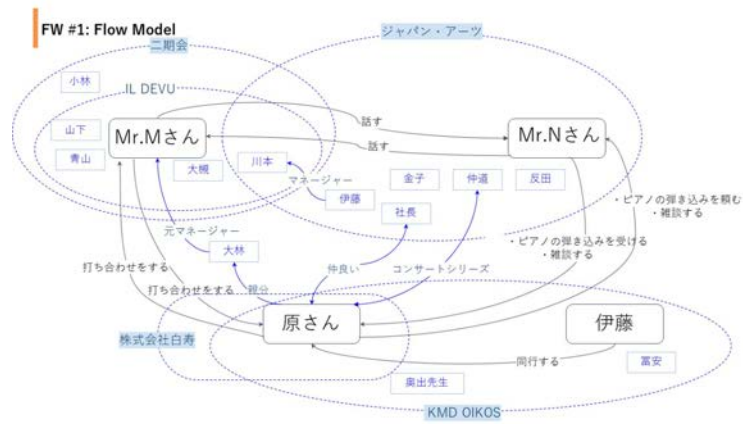 FW #1: Flow Model
二期会
ジャパン・アーツ
小林
IL DEVU
山下
Mr.Mさん
話す
Mr.Nさん
話す
青山
大槻
川本
マネージャー
金子
仲道
反田
伊藤
社長
・ピアノの弾き込みを頼む
・雑談する
元マネージャー
・ピアノの弾き込みを受ける
・雑談する
大林
打ち合わせをする
仲良い
コンサートシリーズ
打ち合わせをする
親分
原さん
伊藤
株式会社白寿
同行する
冨安
奥出先生
KMD OIKOS